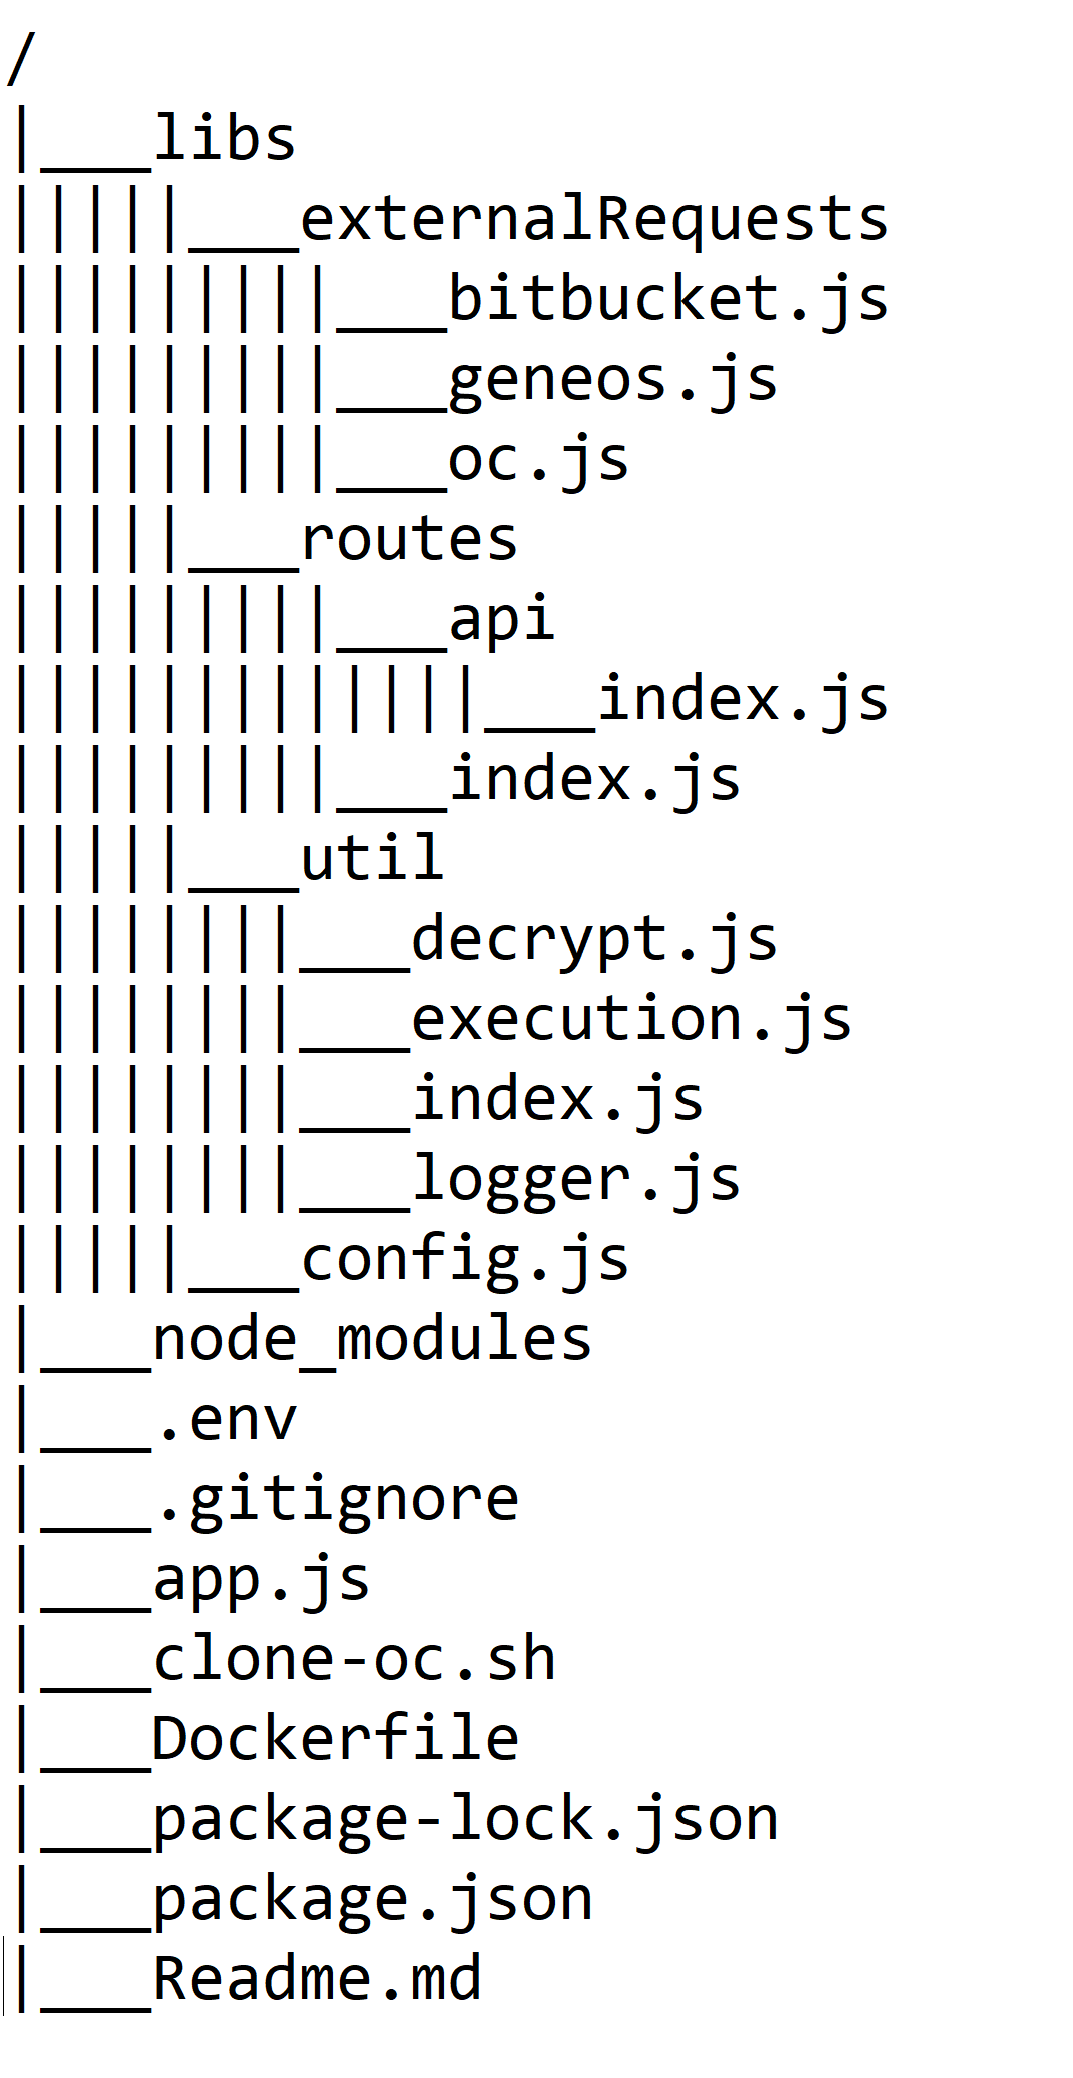 /
|___libs
|||||___externalRequests
|||||||||___bitbucket.js
|||||||||___geneos.js
|||||||||___oc.js
|||||___routes
|||||||||___api
|||||||||||||___index.js
|||||||||___index.js
|||||___util
||||||||___decrypt.js
||||||||___execution.js
||||||||___index.js
||||||||___logger.js
|||||___config.js
|___node_modules
|___.env
|___.gitignore
|___app.js
|___clone-oc.sh
|___Dockerfile
|___package-lock.json
|___package.json
|___Readme.md